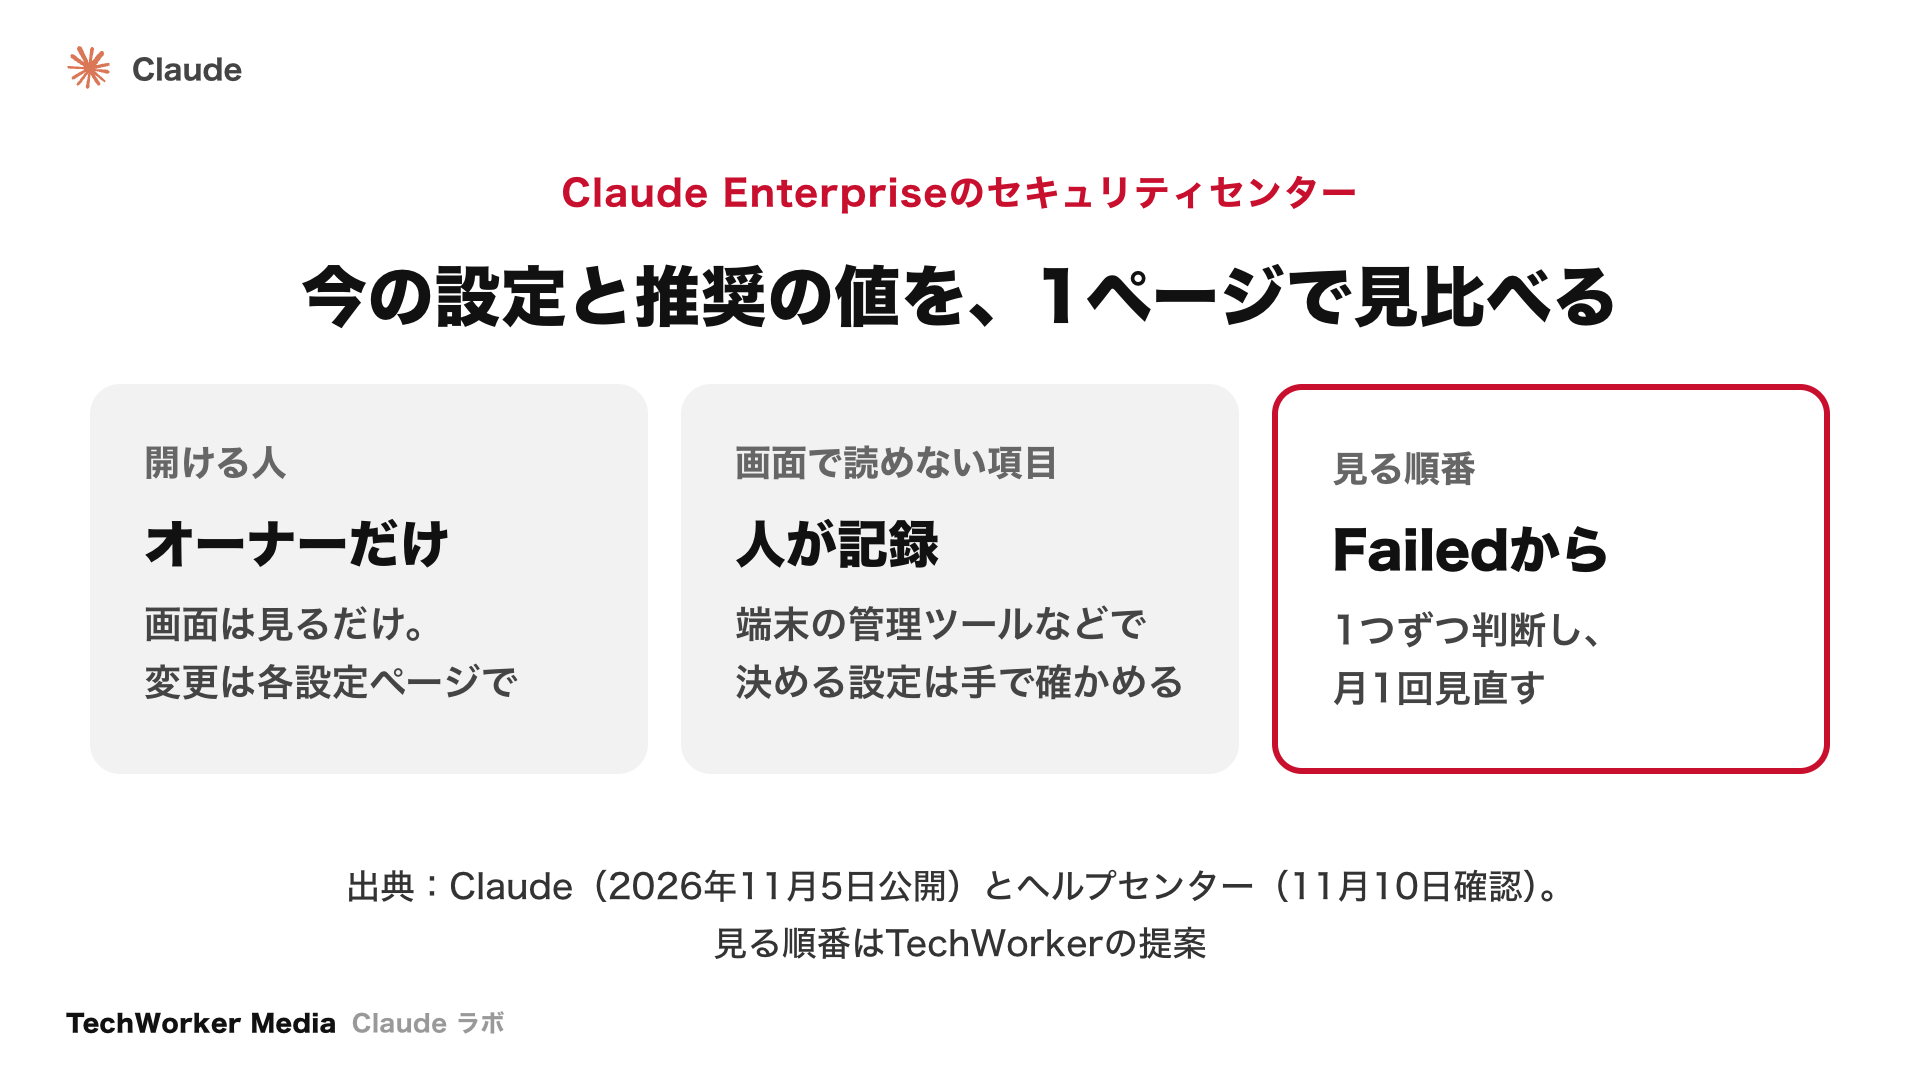 Claude
Claude Enterpriseのセキュリティセンター
今の設定と推奨の値を、1ページで見比べる
開ける人
オーナーだけ
画面は見るだけ。
変更は各設定ページで
画面で読めない項目
人が記録
端末の管理ツールなどで
決める設定は手で確かめる
見る順番
Failedから
1つずつ判断し、
月1回見直す
出典：Claude（2026年11月5日公開）とヘルプセンター（11月10日確認）。
見る順番はTechWorkerの提案
TechWorker Media Claude ラボ